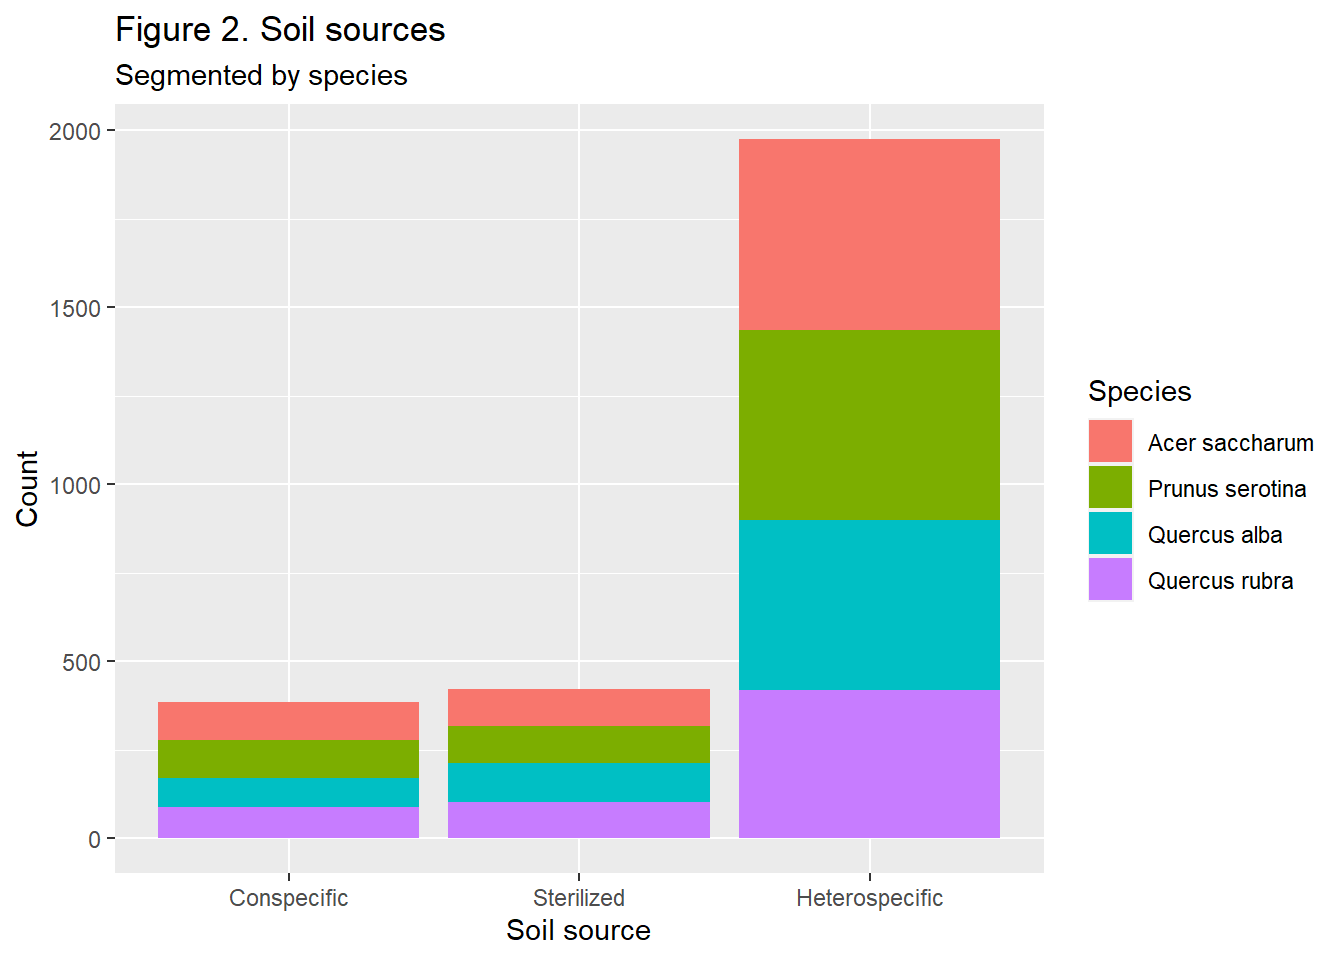 Figure 2. Soil sources
Segmented by species
2000
1500
1000
500
0
Count
Conspecific
Sterilized
Heterospecific
Soil source
Species
Acer saccharum
Prunus serotina
Quercus alba
Quercus rubra